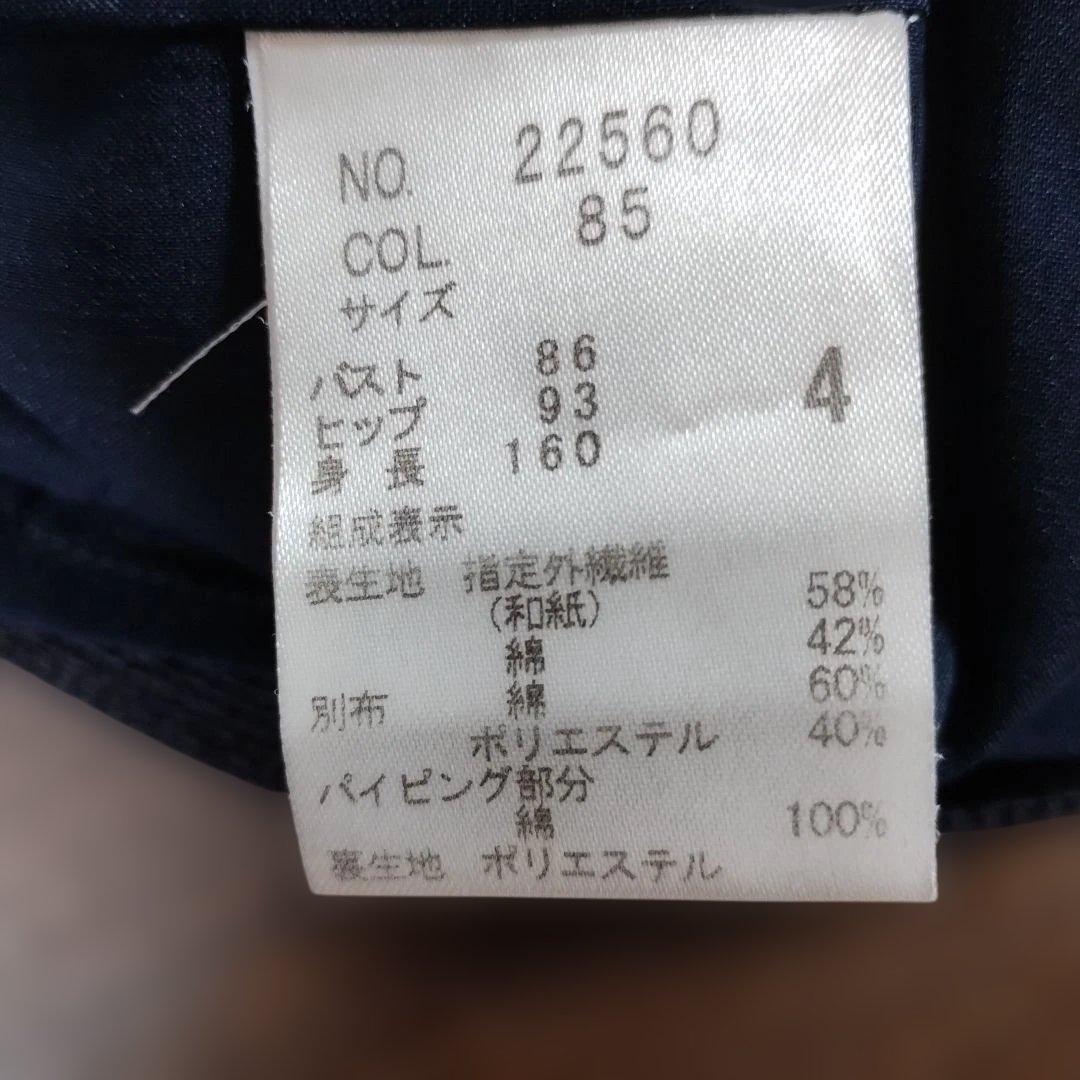 NO. 22560
COL. 85
サイズ
バスト 86
ヒップ 93 4
身長 160
組成表示
表生地 指定外繊維 58%
(和紙)
綿 42%
別布 綿 60%
ポリエステル 40%
パイピング部分
綿 100%
裏生地 ポリエステル